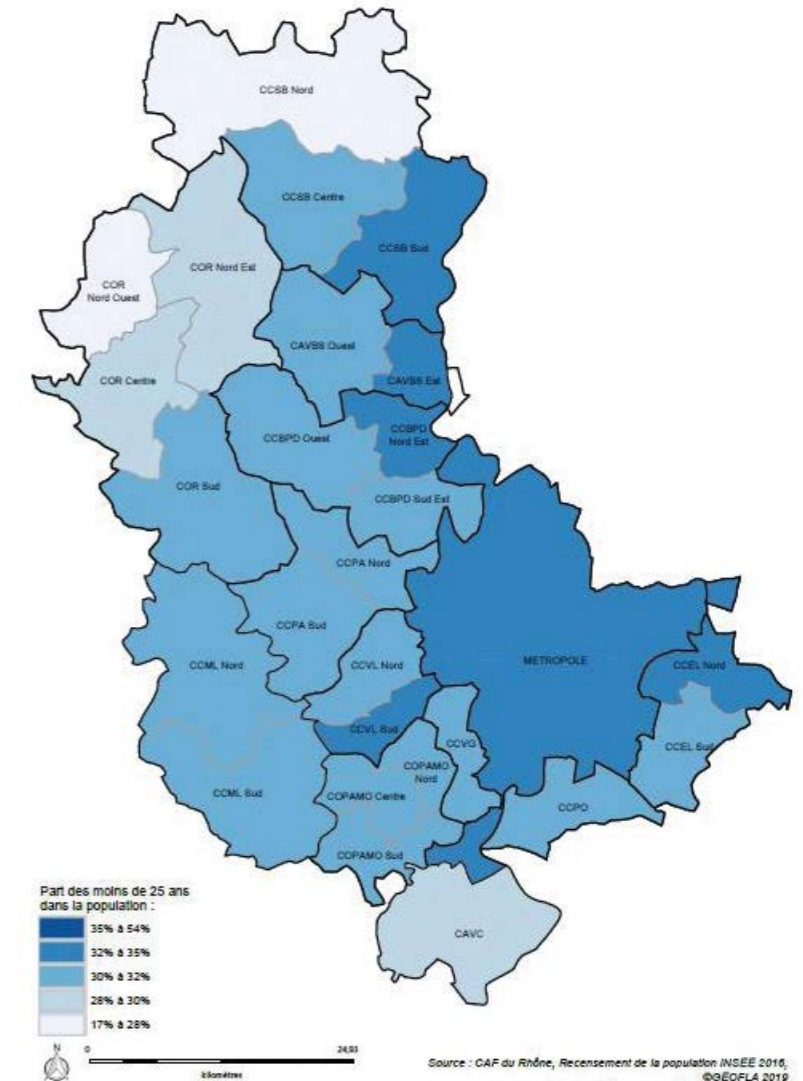 CCSB Nord
CCSB Centre
CCSB Sud
COR Nord Est
COR
Nord Ouest
CAVBS Ouest
COR Centre
CAVBS Est
CCBPD
Nord Est
CCBPD Ouest
COR Sud
CCBPD Sud Est
CCPA Nord
CCPA Sud
CCML Nord
CCVL Nord
METROPOLE
CCEL Nord
CCVL Sud
CCVG
CCEL Sud
COPAMO
Nord
CCML Sud
COPAMO Centre
CCPO
COPAMO Sud
CAVC
Part des moins de 25 ans
dans la population :
35% à 54%
32% à 35%
30% à 32%
28% à 30%
17% à 28%
N
0
24,93
kilomètres
Source : CAF du Rhône, Recensement de la population INSEE 2016,
©GÉOFLA 2019